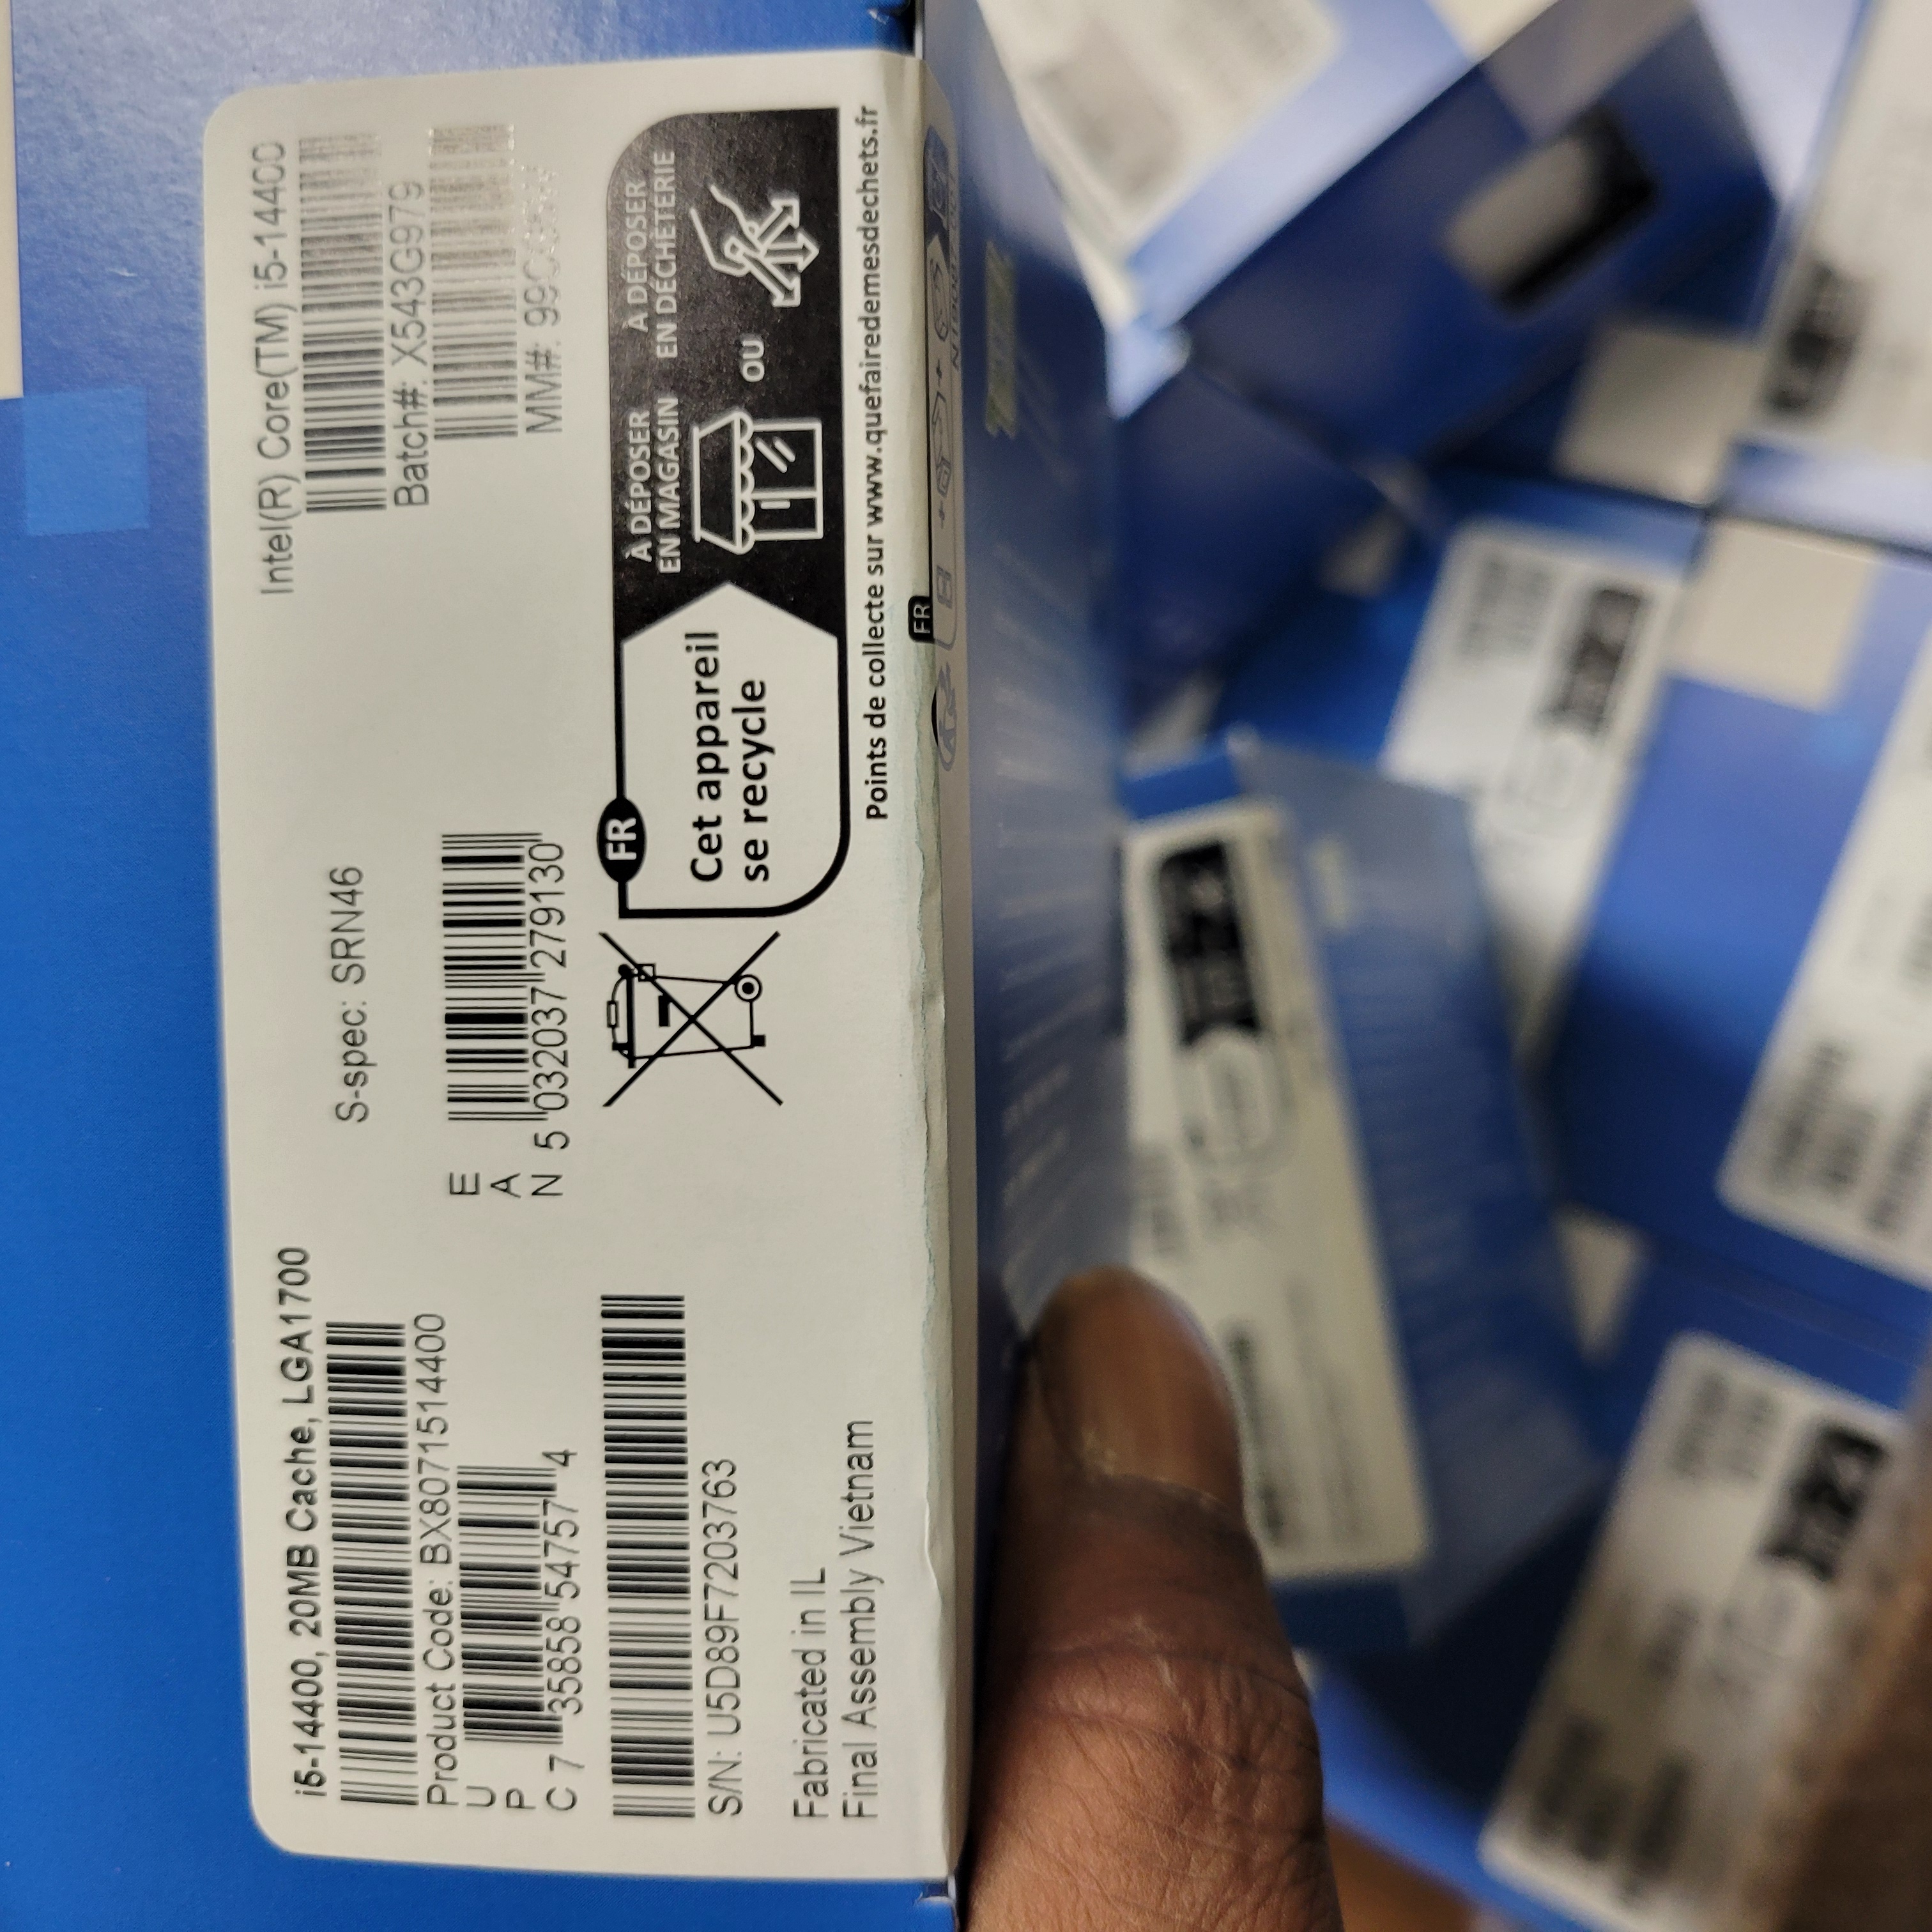 i5-14400, 20MB Cache, LGA1700
Product Code: BX8071514400
UPC 7 35858 54757 4
S/N: U5D89F7203763
Fabricated in IL
Final Assembly Vietnam
S-spec: SRN46
EAN 5 032037 279130
Intel(R) Core(TM) i5-14400
Batch#: X543G979
MM#:
FR
Cet appareil
se recycle
À DÉPOSER
EN MAGASIN
OU
À DÉPOSER
EN DÉCHÈTERIE
Points de collecte sur www.quefairedemesdechets.fr
FR